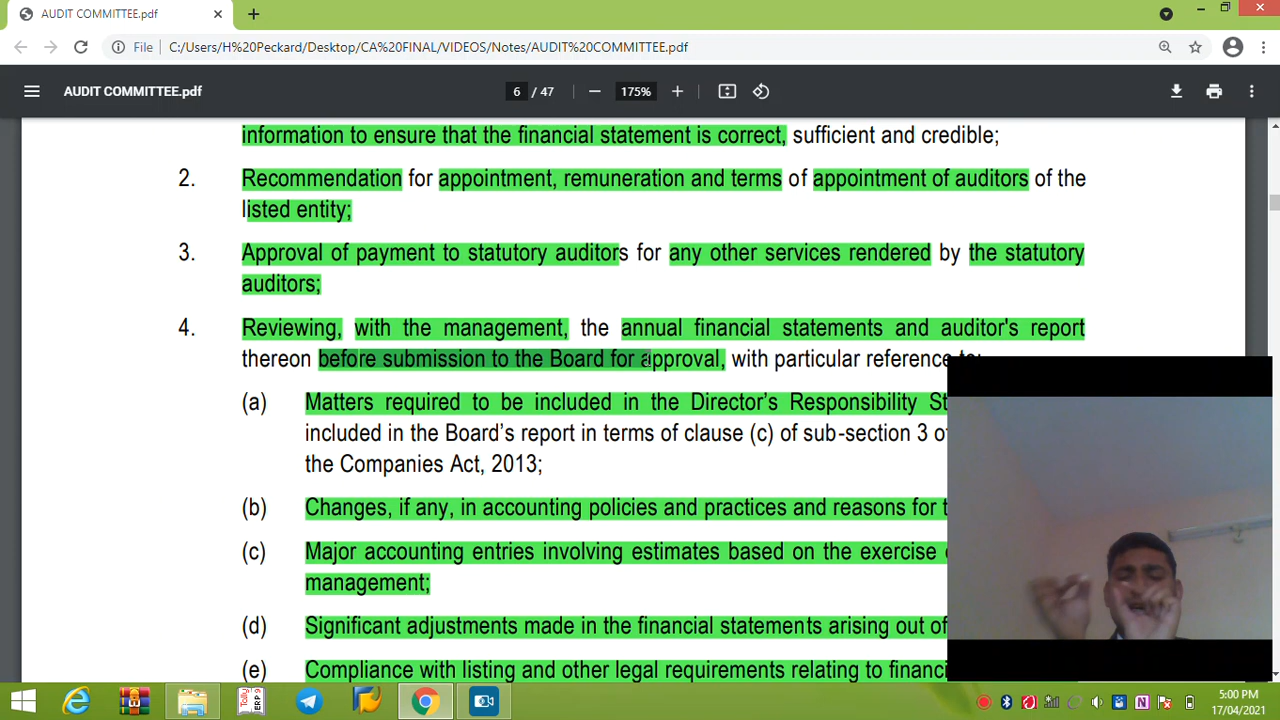 AUDIT COMMITTEE.pdf
File C:/Users/H%20Peckard/Desktop/CA%20FINAL/VIDEOS/Notes/AUDIT%20COMMITTEE.pdf
AUDIT COMMITTEE.pdf 6 / 47 175%
information to ensure that the financial statement is correct, sufficient and credible;
2. Recommendation for appointment, remuneration and terms of appointment of auditors of the
listed entity;
3. Approval of payment to statutory auditors for any other services rendered by the statutory
auditors;
4. Reviewing, with the management, the annual financial statements and auditor's report
thereon before submission to the Board for approval, with particular reference to:
(a) Matters required to be included in the Director's Responsibility
included in the Board's report in terms of clause (c) of sub-section 3
the Companies Act, 2013;
(b) Changes, if any, in accounting policies and practices and reasons for
(c) Major accounting entries involving estimates based on the exercise
management;
(d) Significant adjustments made in the financial statements arising out of
(e) Compliance with listing and other legal requirements relating to
Tally
ERP 9
5:00 PM
17/04/2021